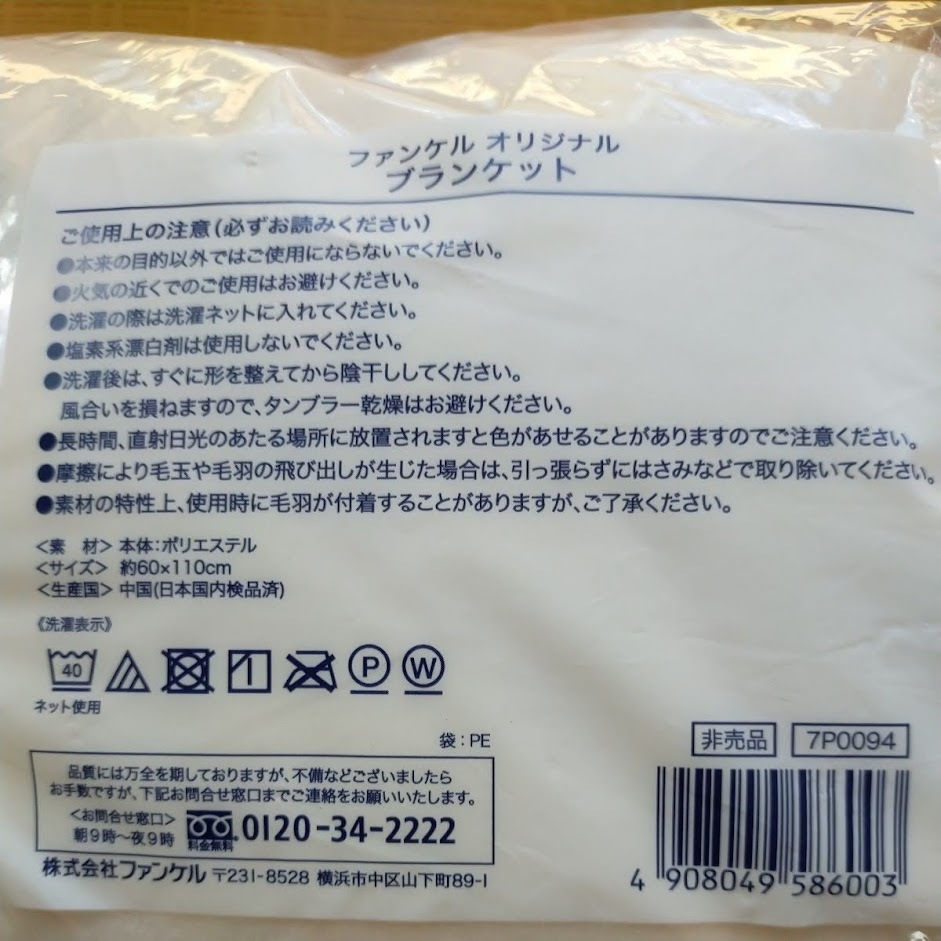 ファンケル オリジナル
ブランケット
ご使用上の注意(必ずお読みください)
●本来の目的以外ではご使用にならないでください。
●火気の近くでのご使用はお避けください。
●洗濯の際は洗濯ネットに入れてください。
●塩素系漂白剤は使用しないでください。
●洗濯後は、すぐに形を整えてから陰干ししてください。
風合いを損ねますので、タンブラー乾燥はお避けください。
●長時間、直射日光のあたる場所に放置されますと色があせることがありますのでご注意ください。
●摩擦により毛玉や毛羽の飛び出しが生じた場合は、引っ張らずにはさみなどで取り除いてください。
●素材の特性上、使用時に毛羽が付着することがありますが、ご了承ください。
<素　材> 本体:ポリエステル
<サイズ> 約60×110cm
<生産国> 中国(日本国内検品済)
《洗濯表示》
40 P W
ネット使用
袋:PE
非売品 7P0094
品質には万全を期しておりますが、不備などございましたら
お手数ですが、下記お問合せ窓口までご連絡をお願いいたします。
<お問合せ窓口>
朝9時〜夜9時
料金無料
0120-34-2222
株式会社ファンケル 〒231-8528 横浜市中区山下町89-1
4 908049 586003